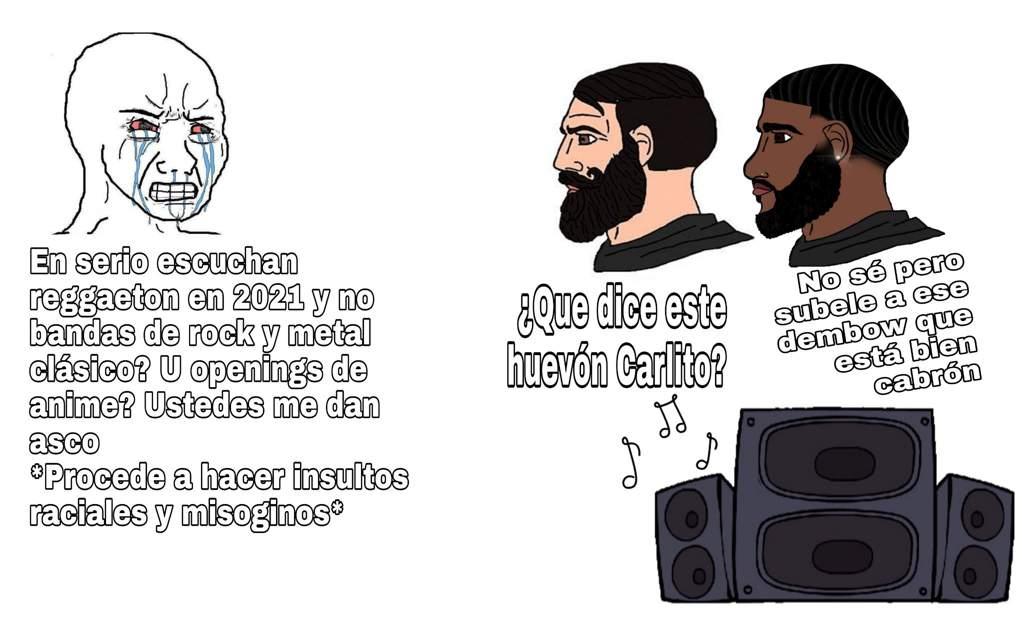 En serio escuchan
reggaeton en 2021 y no
bandas de rock y metal
clásico? U openings de
anime? Ustedes me dan
asco
*Procede a hacer insultos
raciales y misoginos*
¿Que dice este
huevón Carlito?
No sé pero
subele a ese
dembow que
está bien
cabrón